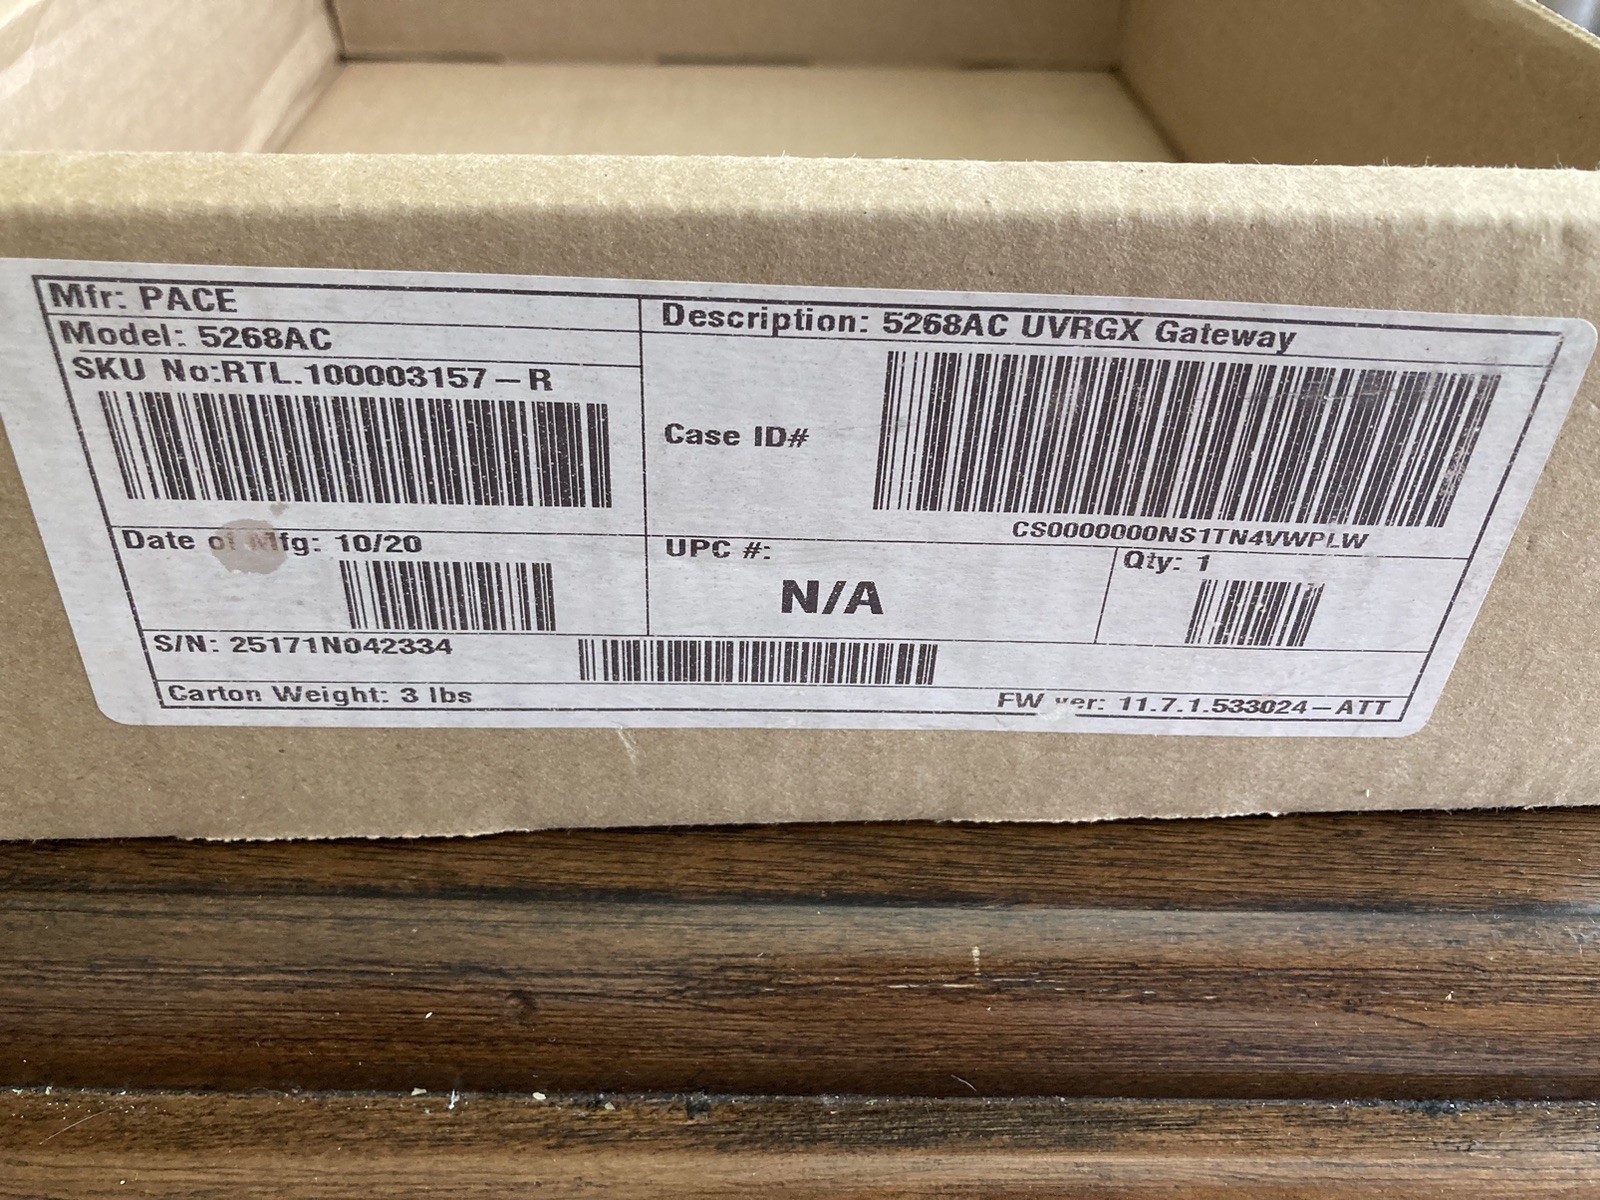 Mfr: PACE
Model: 5268AC
SKU No:RTL.100003157-R
Description: 5268AC UVRGX Gateway
Case ID#
CS0000000NS1TN4VWPLW
Date of Mfg: 10/20
UPC #:
N/A
Qty: 1
S/N: 25171N042334
Carton Weight: 3 lbs
FW ver: 11.7.1.533024-ATT